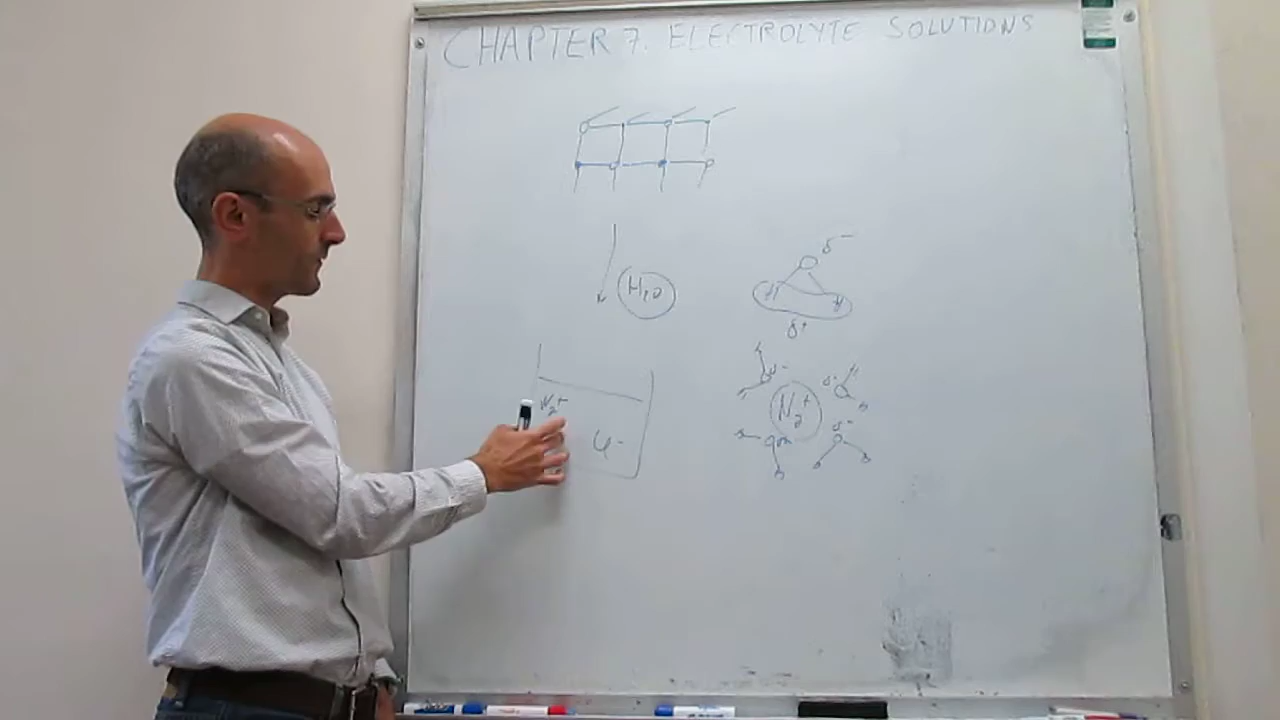 CHAPTER 7. ELECTROLYTE SOLUTIONS
δ-
H2O
H H
δ+
δ- δ-
Na+
Na+
δ-
Cl-